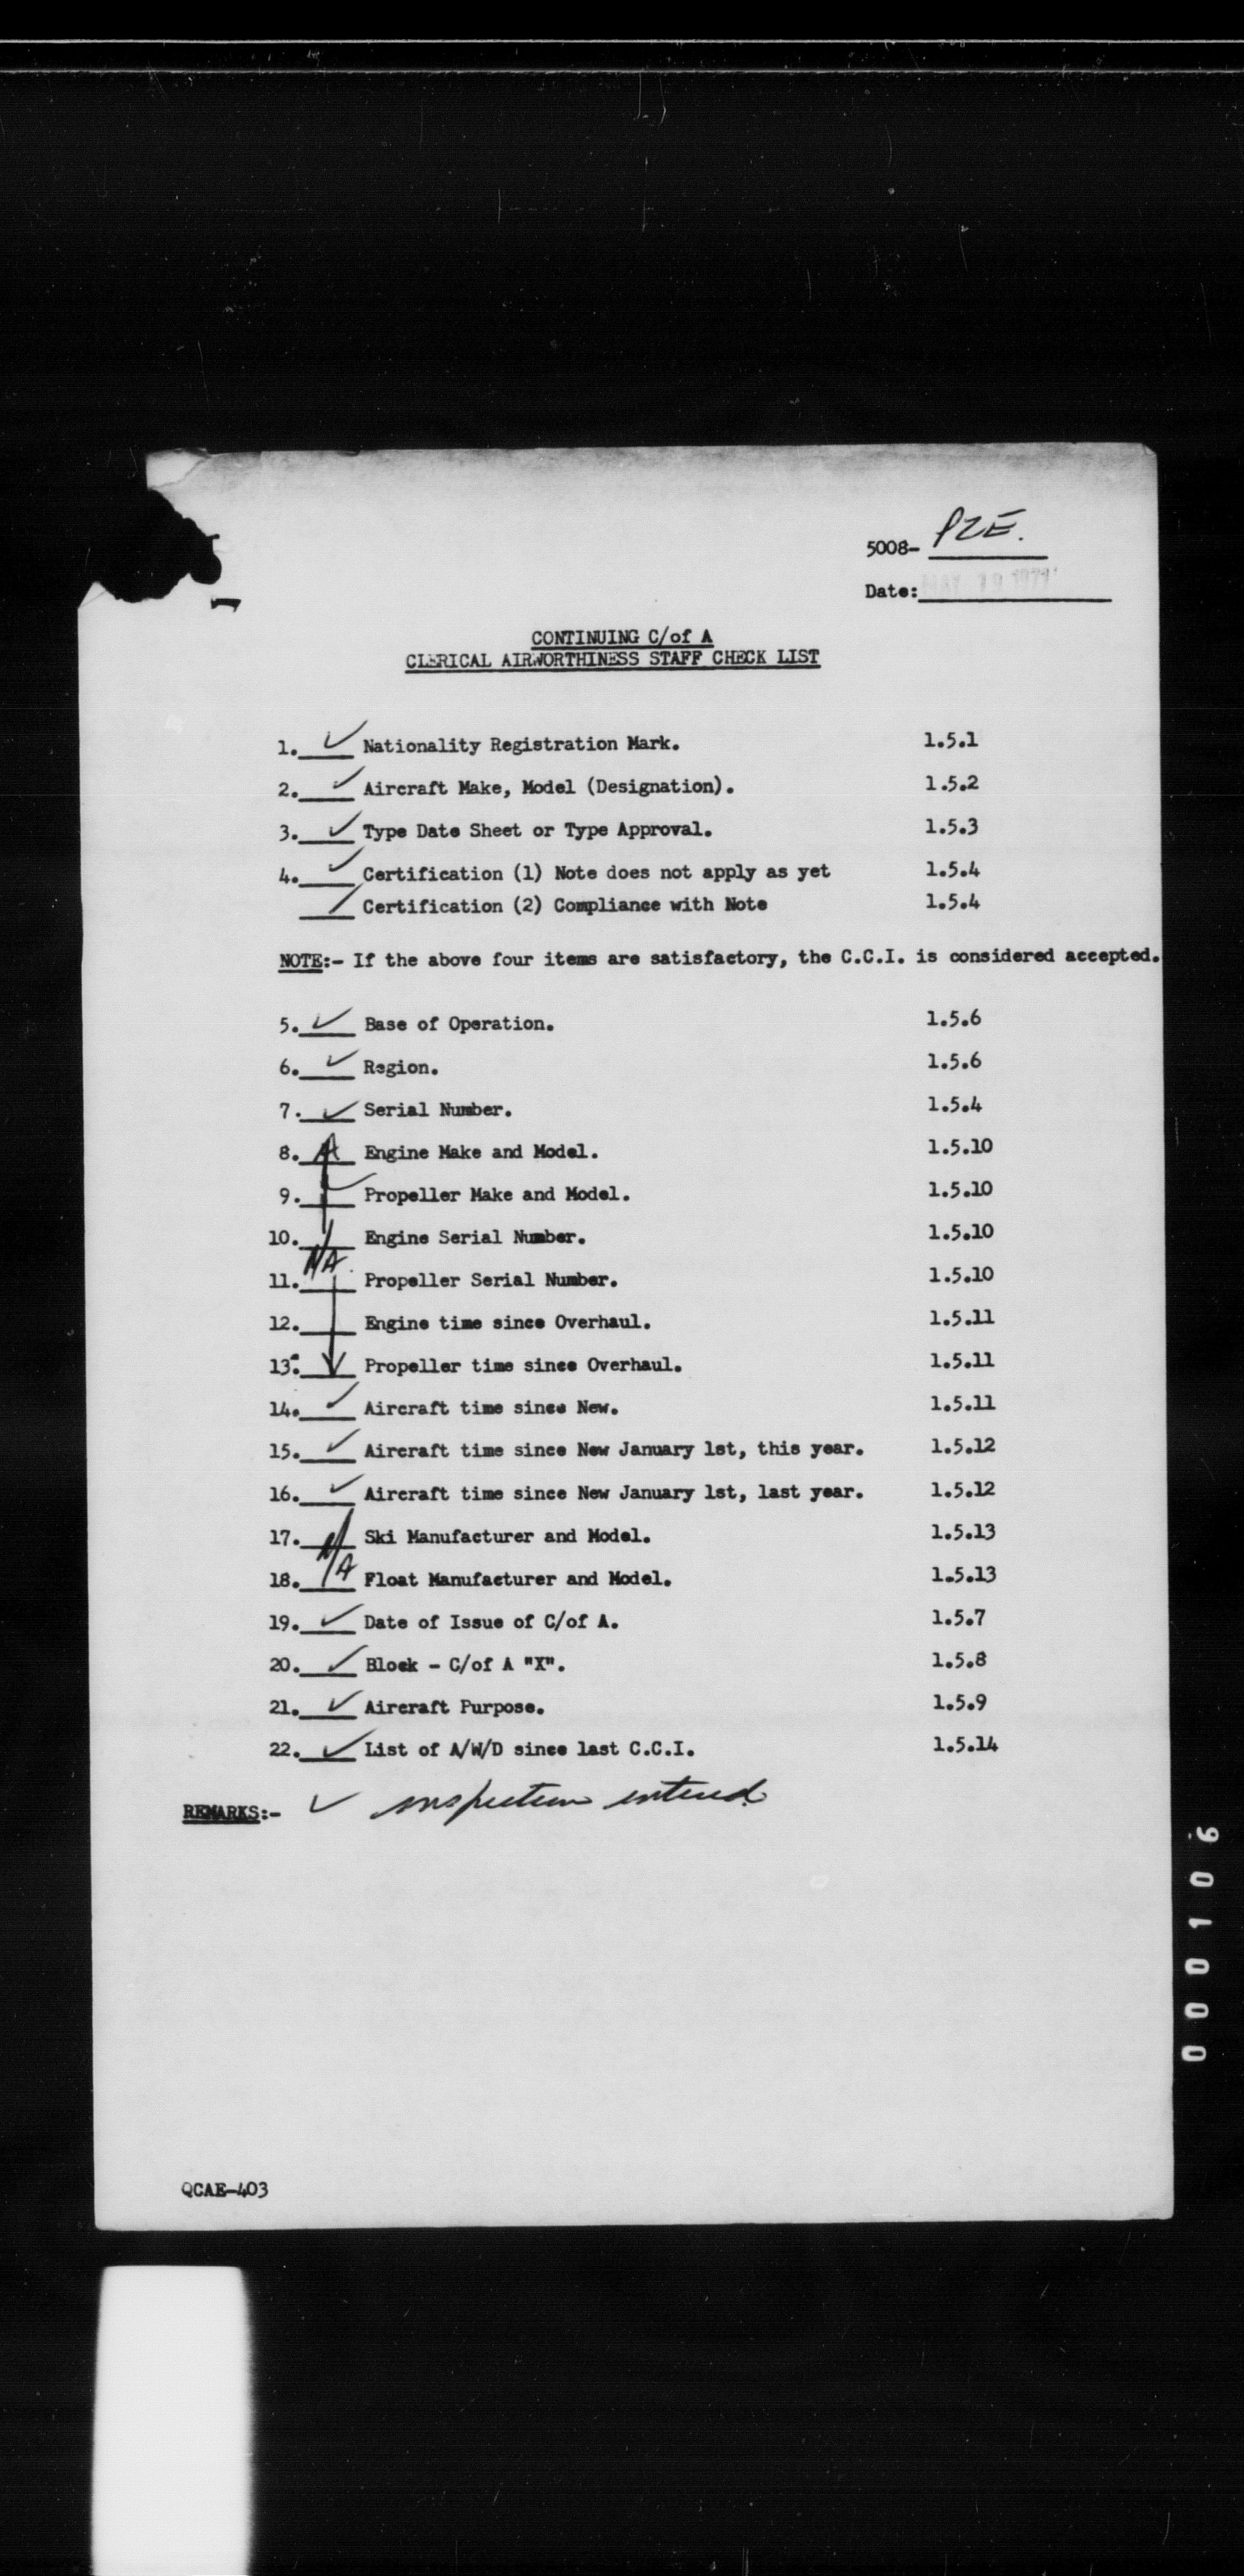 5008- PZE.
Date: MAY 19 1971
CONTINUING C/of A
CLERICAL AIRWORTHINESS STAFF CHECK LIST
1. ✓ Nationality Registration Mark. 1.5.1
2. ✓ Aircraft Make, Model (Designation). 1.5.2
3. ✓ Type Date Sheet or Type Approval. 1.5.3
4. ✓ Certification (1) Note does not apply as yet 1.5.4
/ Certification (2) Compliance with Note 1.5.4
NOTE:- If the above four items are satisfactory, the C.C.I. is considered accepted.
5. ✓ Base of Operation. 1.5.6
6. ✓ Region. 1.5.6
7. ✓ Serial Number. 1.5.4
8. Engine Make and Model. 1.5.10
9. ✓ Propeller Make and Model. 1.5.10
10. Engine Serial Number. 1.5.10
N/A
11. Propeller Serial Number. 1.5.10
12. Engine time since Overhaul. 1.5.11
13. Propeller time since Overhaul. 1.5.11
14. ✓ Aircraft time since New. 1.5.11
15. ✓ Aircraft time since New January 1st, this year. 1.5.12
16. ✓ Aircraft time since New January 1st, last year. 1.5.12
17. N/A Ski Manufacturer and Model. 1.5.13
18. Float Manufacturer and Model. 1.5.13
19. ✓ Date of Issue of C/of A. 1.5.7
20. ✓ Block - C/of A "X". 1.5.8
21. ✓ Aircraft Purpose. 1.5.9
22. ✓ List of A/W/D since last C.C.I. 1.5.14
REMARKS:- ✓ inspection entered
QCAE-403
000106